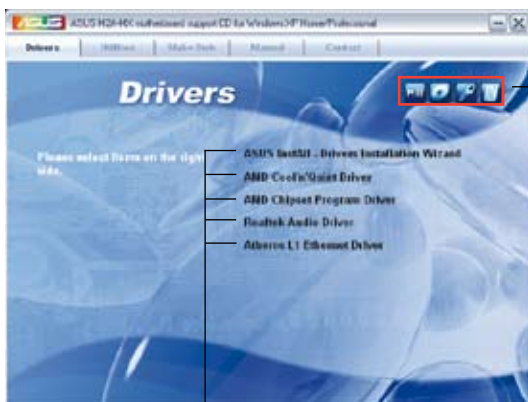 ASUS M2A-MX motherboard support CD for Windows XP Home/Professional
Drivers Utilities Make Disk Manual Contact
Drivers
Please select items on the right side.
ASUS InstAll - Drivers Installation Wizard
AMD Cool'n'Quiet Driver
AMD Chipset Program Driver
Realtek Audio Driver
Atheros L1 Ethernet Driver